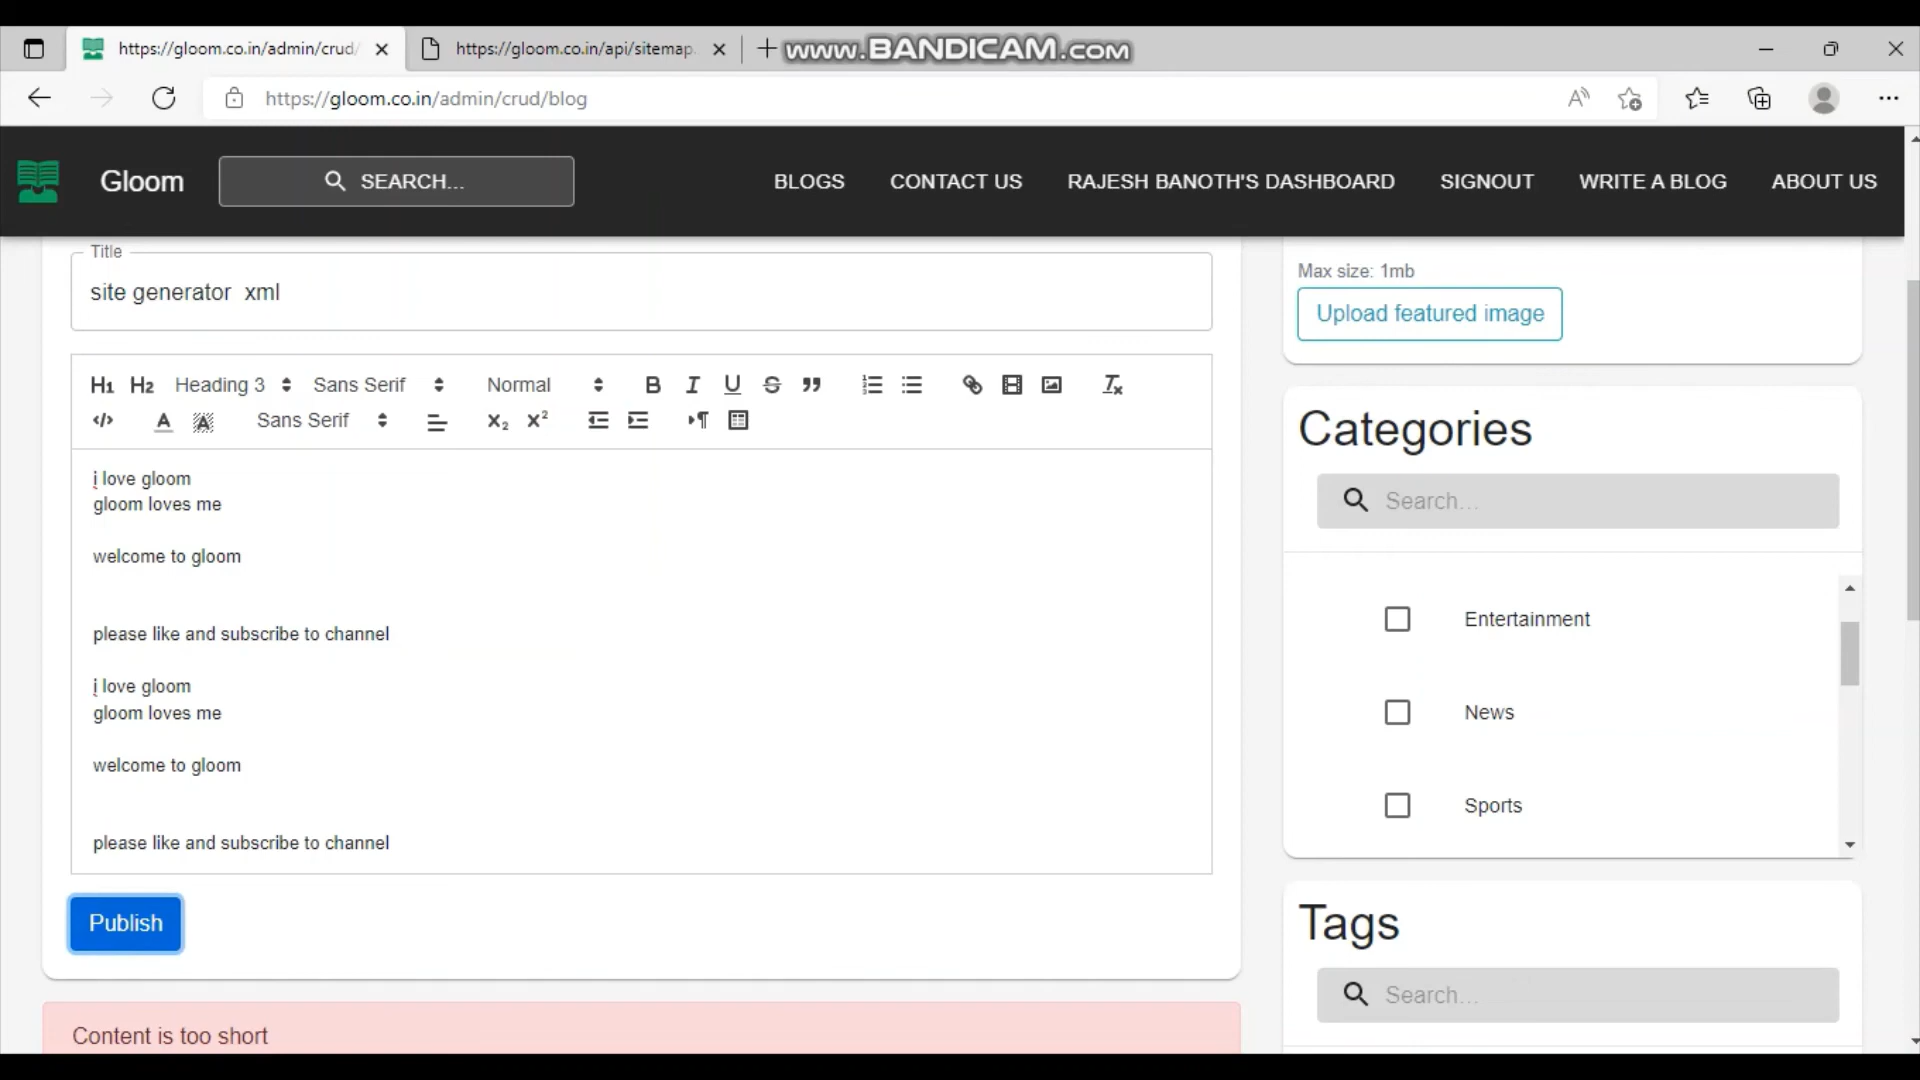 https://gloom.co.in/admin/crud/
https://gloom.co.in/api/sitemap.
www.BANDICAM.com
https://gloom.co.in/admin/crud/blog
Gloom
SEARCH...
BLOGS
CONTACT US
RAJESH BANOTH'S DASHBOARD
SIGNOUT
WRITE A BLOG
ABOUT US
Title
site generator  xml
H1 H2 Heading 3 Sans Serif Normal B I U S
Sans Serif
i love gloom
gloom loves me
welcome to gloom
please like and subscribe to channel
i love gloom
gloom loves me
welcome to gloom
please like and subscribe to channel
Publish
Content is too short
Max size: 1mb
Upload featured image
Categories
Search...
Entertainment
News
Sports
Tags
Search...